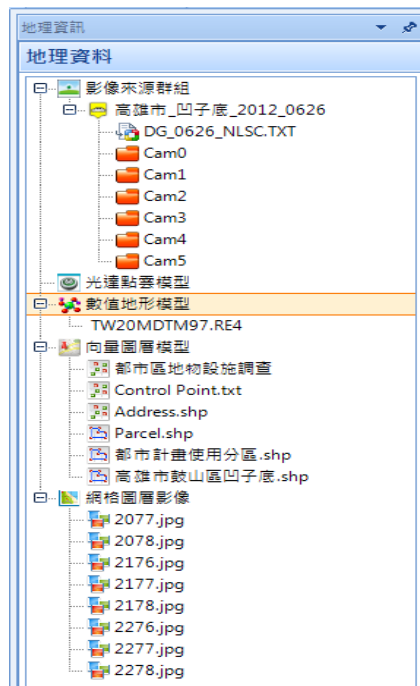 地理資訊
地理資料
影像來源群組
高雄市_凹子底_2012_0626
DG_0626_NLSC.TXT
Cam0
Cam1
Cam2
Cam3
Cam4
Cam5
光達點雲模型
數值地形模型
TW20MDTM97.RE4
向量圖層模型
都市區地物設施調查
Control Point.txt
Address.shp
Parcel.shp
都市計畫使用分區.shp
高雄市鼓山區凹子底.shp
網格圖層影像
2077.jpg
2078.jpg
2176.jpg
2177.jpg
2178.jpg
2276.jpg
2277.jpg
2278.jpg